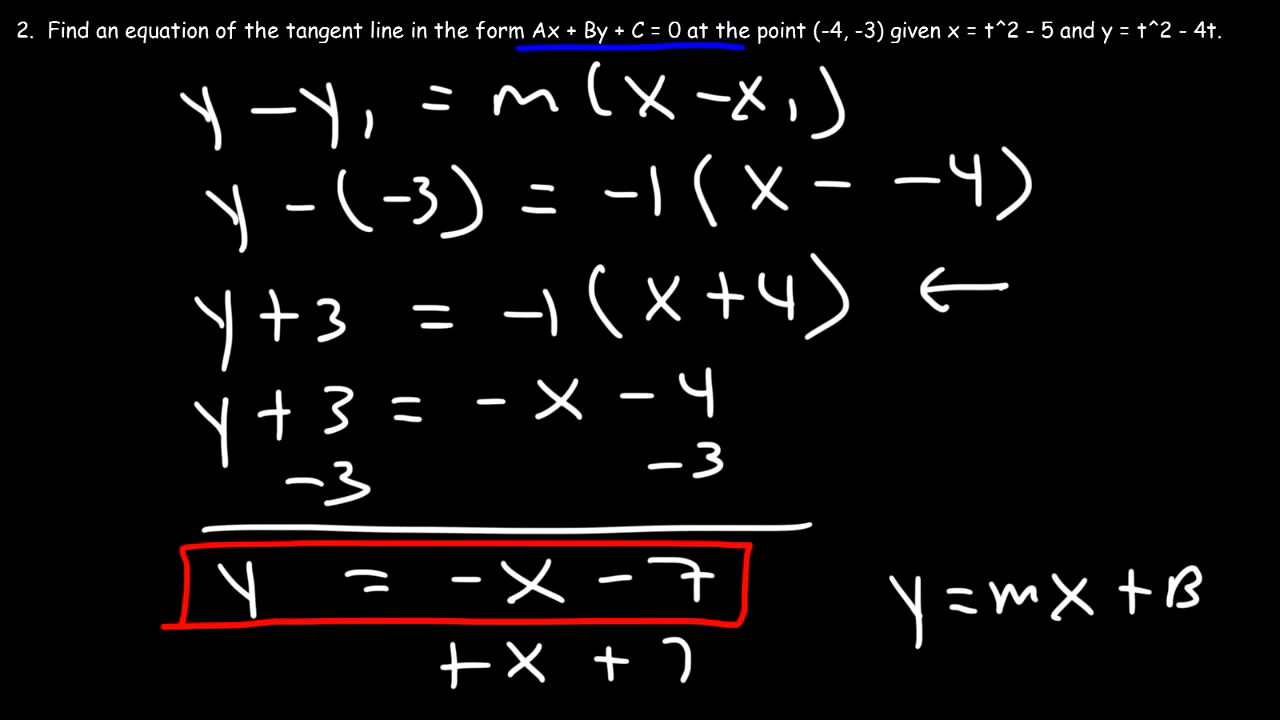 2. Find an equation of the tangent line in the form Ax + By + C = 0 at the point (-4, -3) given x = t^2 - 5 and y = t^2 - 4t.
y - y₁ = m(x - x₁)
y - (-3) = -1(x - -4)
y + 3 = -1(x + 4) ←
y + 3 = -x - 4
-3 -3
y = -x - 7
y = mx + B
+x + 7